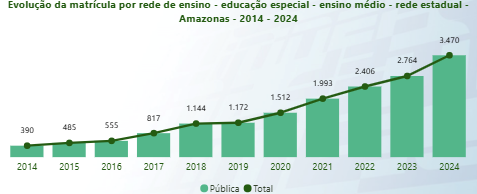 Evolução da matrícula por rede de ensino - educação especial - ensino médio - rede estadual -
Amazonas - 2014 - 2024
390 485 555 817 1.144 1.172 1.512 1.993 2.406 2.764 3.470
2014 2015 2016 2017 2018 2019 2020 2021 2022 2023 2024
Pública Total